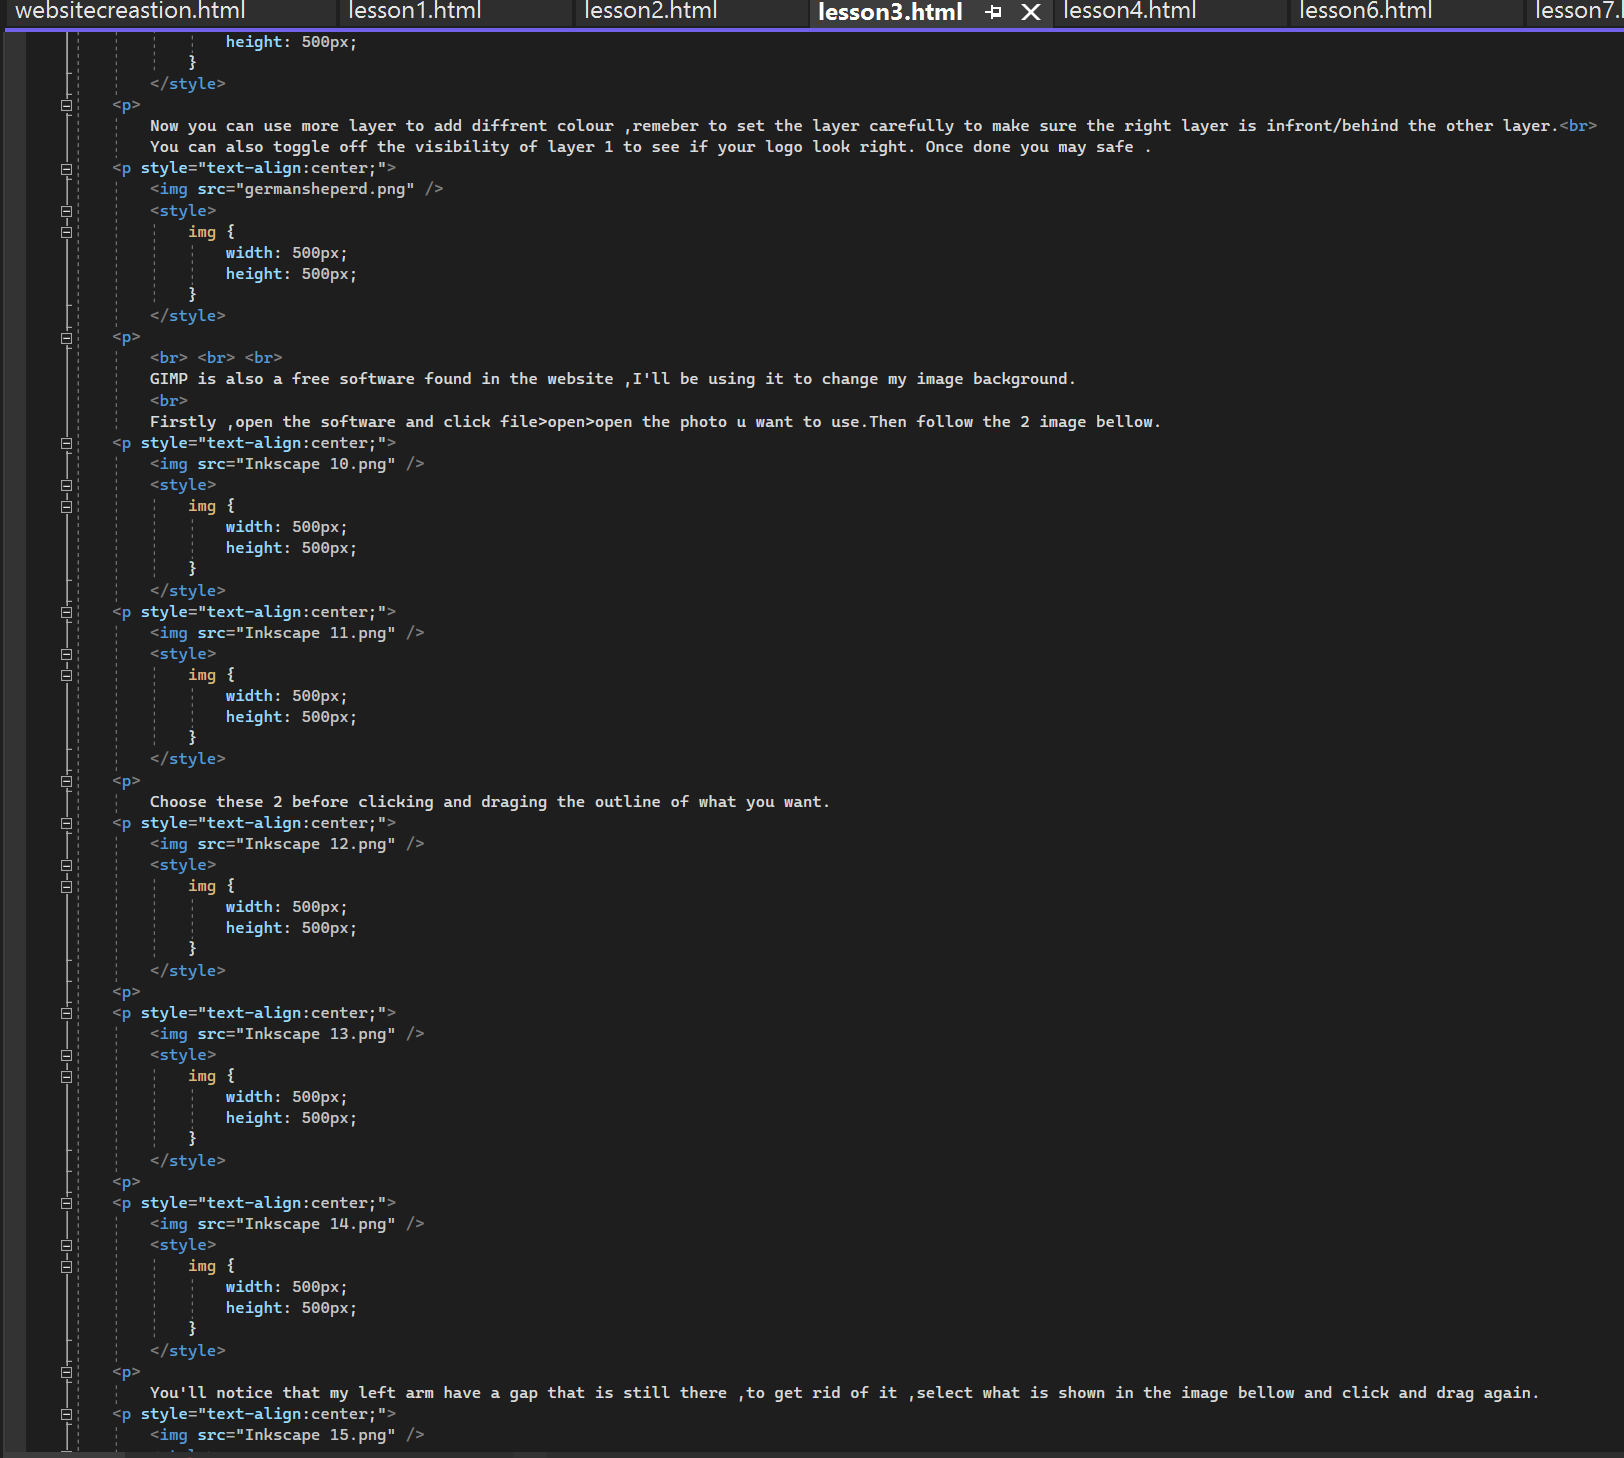 websitecreastion.html lesson1.html lesson2.html lesson3.html lesson4.html lesson6.html lesson7.
height: 500px;
}
</style>
<p>
Now you can use more layer to add diffrent colour ,remeber to set the layer carefully to make sure the right layer is infront/behind the other layer.<br>
You can also toggle off the visibility of layer 1 to see if your logo look right. Once done you may safe .
<p style="text-align:center;">
<img src="germansheperd.png" />
<style>
img {
width: 500px;
height: 500px;
}
</style>
<p>
<br> <br> <br>
GIMP is also a free software found in the website ,I'll be using it to change my image background.
<br>
Firstly ,open the software and click file>open>open the photo u want to use.Then follow the 2 image bellow.
<p style="text-align:center;">
<img src="Inkscape 10.png" />
<style>
img {
width: 500px;
height: 500px;
}
</style>
<p style="text-align:center;">
<img src="Inkscape 11.png" />
<style>
img {
width: 500px;
height: 500px;
}
</style>
<p>
Choose these 2 before clicking and draging the outline of what you want.
<p style="text-align:center;">
<img src="Inkscape 12.png" />
<style>
img {
width: 500px;
height: 500px;
}
</style>
<p>
<p style="text-align:center;">
<img src="Inkscape 13.png" />
<style>
img {
width: 500px;
height: 500px;
}
</style>
<p>
<p style="text-align:center;">
<img src="Inkscape 14.png" />
<style>
img {
width: 500px;
height: 500px;
}
</style>
<p>
You'll notice that my left arm have a gap that is still there ,to get rid of it ,select what is shown in the image bellow and click and drag again.
<p style="text-align:center;">
<img src="Inkscape 15.png" />